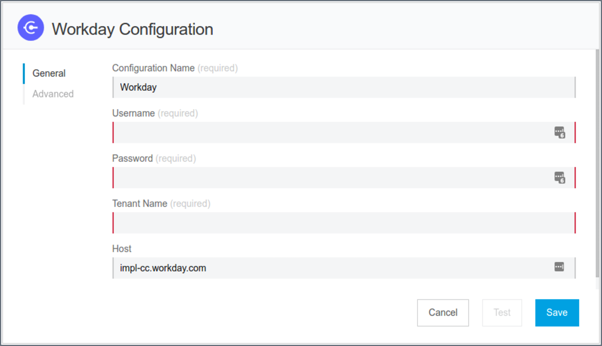 Workday Configuration
General
Advanced
Configuration Name (required)
Workday
Username (required)
Password (required)
Tenant Name (required)
Host
impl-cc.workday.com
Cancel
Test
Save